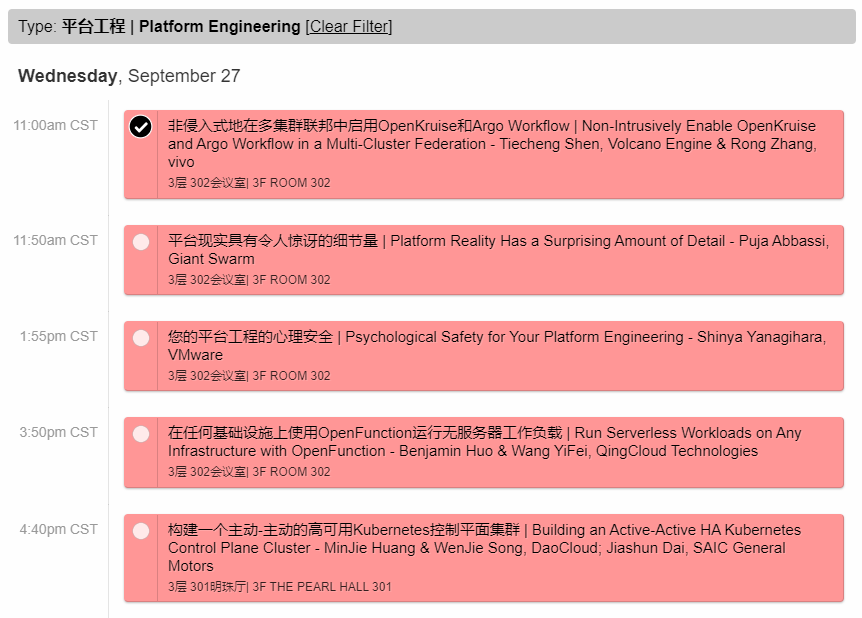 Type: 平台工程 | Platform Engineering [Clear Filter]
Wednesday, September 27
11:00am CST
非侵入式地在多集群联邦中启用OpenKruise和Argo Workflow | Non-Intrusively Enable OpenKruise
and Argo Workflow in a Multi-Cluster Federation - Tiecheng Shen, Volcano Engine & Rong Zhang,
vivo
3层 302会议室| 3F ROOM 302
11:50am CST
平台现实具有令人惊讶的细节量 | Platform Reality Has a Surprising Amount of Detail - Puja Abbassi,
Giant Swarm
3层 302会议室| 3F ROOM 302
1:55pm CST
您的平台工程的心理安全 | Psychological Safety for Your Platform Engineering - Shinya Yanagihara,
VMware
3层 302会议室| 3F ROOM 302
3:50pm CST
在任何基础设施上使用OpenFunction运行无服务器工作负载 | Run Serverless Workloads on Any
Infrastructure with OpenFunction - Benjamin Huo & Wang YiFei, QingCloud Technologies
3层 302会议室| 3F ROOM 302
4:40pm CST
构建一个主动-主动的高可用Kubernetes控制平面集群 | Building an Active-Active HA Kubernetes
Control Plane Cluster - MinJie Huang & WenJie Song, DaoCloud; Jiashun Dai, SAIC General
Motors
3层 301明珠厅| 3F THE PEARL HALL 301